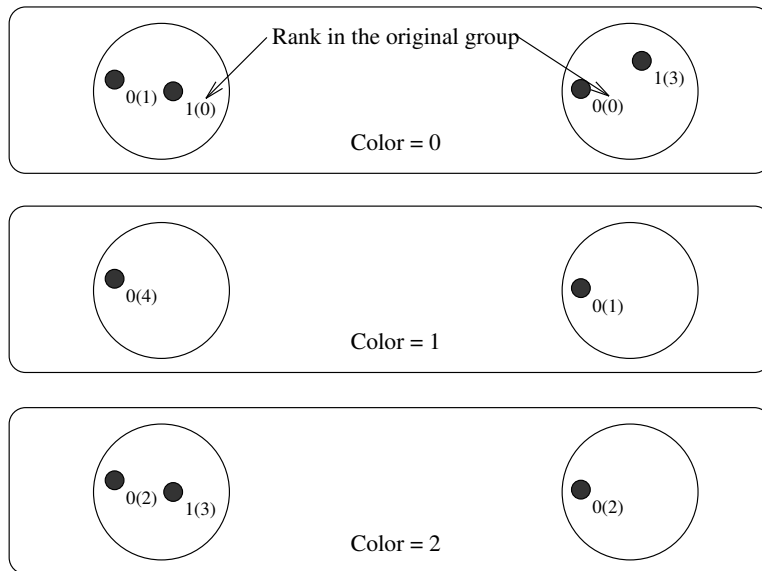 Rank in the original group
0(1)
1(0)
0(0)
1(3)
Color = 0
0(4)
0(1)
Color = 1
0(2)
1(3)
0(2)
Color = 2